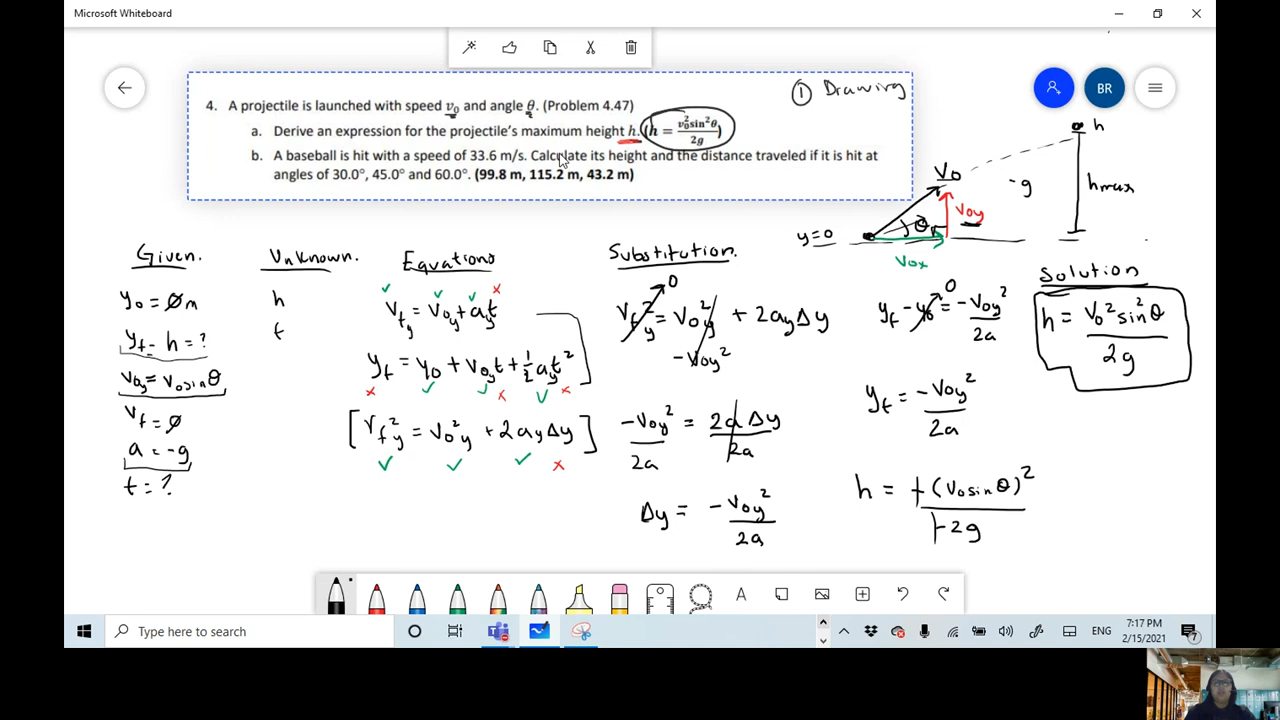 Microsoft Whiteboard
BR
① Drawing
4. A projectile is launched with speed v₀ and angle θ. (Problem 4.47)
a. Derive an expression for the projectile's maximum height h. (h = v₀²sin²θ / 2g)
b. A baseball is hit with a speed of 33.6 m/s. Calculate its height and the distance traveled if it is hit at
angles of 30.0°, 45.0° and 60.0°. (99.8 m, 115.2 m, 43.2 m)
h
V₀
-g
hmax
Voy
θ
y=0
Vox
Given.
y₀ = 0 m
yf = h = ?
Voy = V₀sinθ
Vf = 0
a = -g
t = ?
Unknown.
h
t
Equations
Vfy = Voy + ayt
yf = y₀ + Voyt + ½ayt²
[Vfy² = Voy² + 2ayΔy]
Substitution.
0
Vfy² = Voy² + 2ayΔy
-Voy²
-Voy²/2a = 2aΔy/2a
Δy = -Voy²/2a
0
yf - y₀ = -Voy²/2a
yf = -Voy²/2a
h = -(V₀sinθ)²/-2g
Solution
h = V₀²sin²θ/2g
A
Type here to search
ENG
7:17 PM
2/15/2021